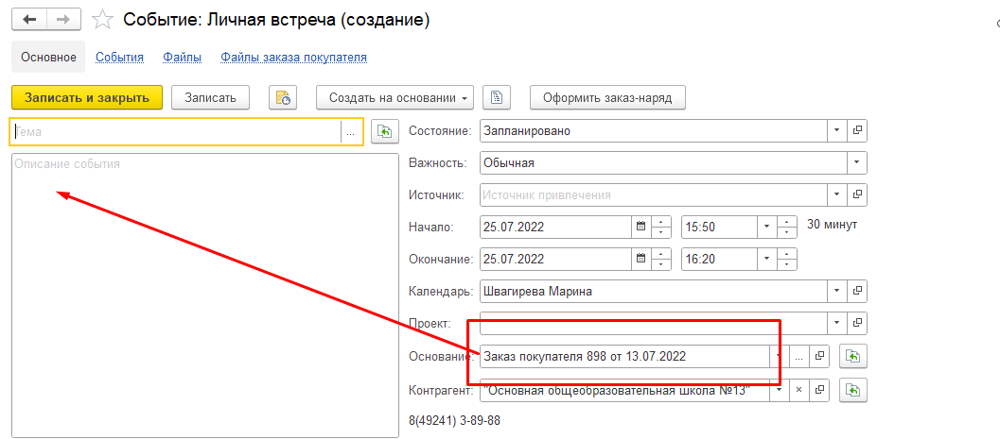 Событие: Личная встреча (создание)
Основное События Файлы Файлы заказа покупателя
Записать и закрыть Записать Создать на основании Оформить заказ-наряд
Тема ...
Описание события
Состояние: Запланировано
Важность: Обычная
Источник: Источник привлечения
Начало: 25.07.2022 15:50 30 минут
Окончание: 25.07.2022 16:20
Календарь: Швагирева Марина
Проект:
Основание: Заказ покупателя 898 от 13.07.2022 ...
Контрагент: "Основная общеобразовательная школа №13" ×
8(49241) 3-89-88